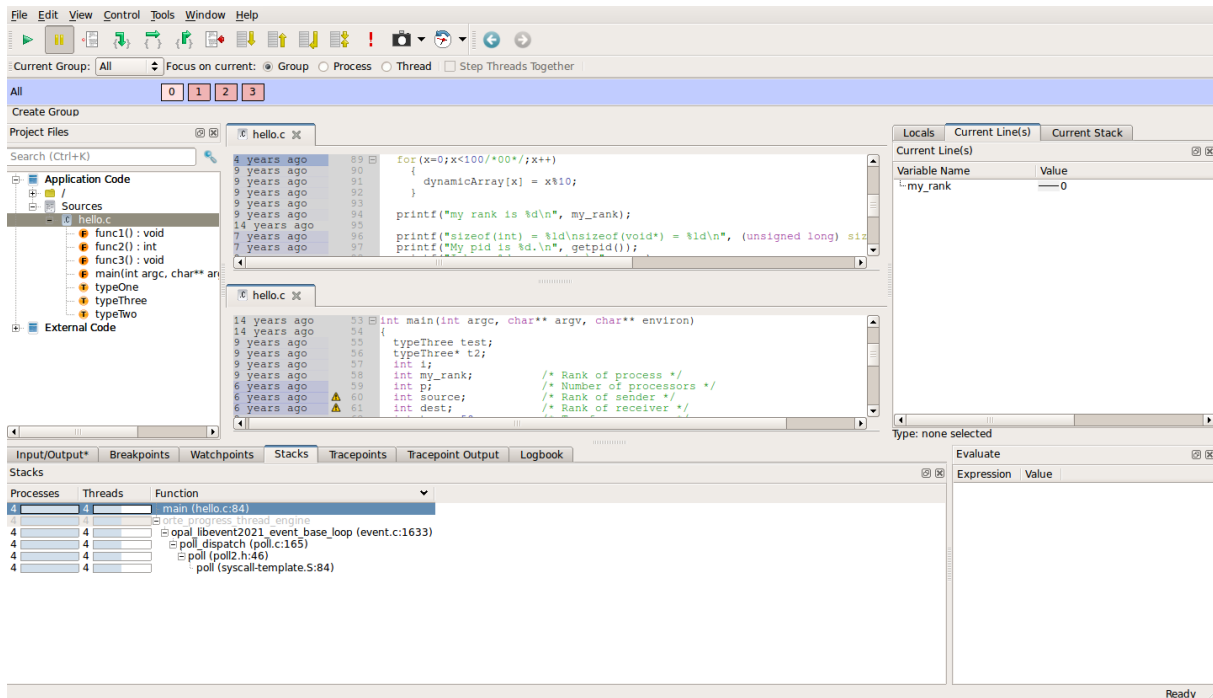 File Edit View Control Tools Window Help
Current Group: All Focus on current: Group Process Thread Step Threads Together
All 0 1 2 3
Create Group
Project Files
Search (Ctrl+K)
Application Code
/
Sources
hello.c
func1() : void
func2() : int
func3() : void
main(int argc, char** arg
typeOne
typeThree
typeTwo
External Code
hello.c
4 years ago 89 for(x=0;x<100/*00*/;x++)
9 years ago 90 {
9 years ago 91 dynamicArray[x] = x%10;
9 years ago 92 }
9 years ago 93
9 years ago 94 printf("my rank is %d\n", my_rank);
14 years ago 95
7 years ago 96 printf("sizeof(int) = %ld\nsizeof(void*) = %ld\n", (unsigned long) siz
7 years ago 97 printf("My pid is %d.\n", getpid());
hello.c
14 years ago 53 int main(int argc, char** argv, char** environ)
14 years ago 54 {
9 years ago 55 typeThree test;
9 years ago 56 typeThree* t2;
9 years ago 57 int i;
9 years ago 58 int my_rank; /* Rank of process */
6 years ago 59 int p; /* Number of processors */
6 years ago 60 int source; /* Rank of sender */
6 years ago 61 int dest; /* Rank of receiver */
Locals Current Line(s) Current Stack
Current Line(s)
Variable Name Value
my_rank 0
Type: none selected
Input/Output* Breakpoints Watchpoints Stacks Tracepoints Tracepoint Output Logbook
Stacks
Processes Threads Function
4 4 main (hello.c:84)
4 4 orte_progress_thread_engine
4 4 opal_libevent2021_event_base_loop (event.c:1633)
4 4 poll_dispatch (poll.c:165)
4 4 poll (poll2.h:46)
4 4 poll (syscall-template.S:84)
Evaluate
Expression Value
Ready